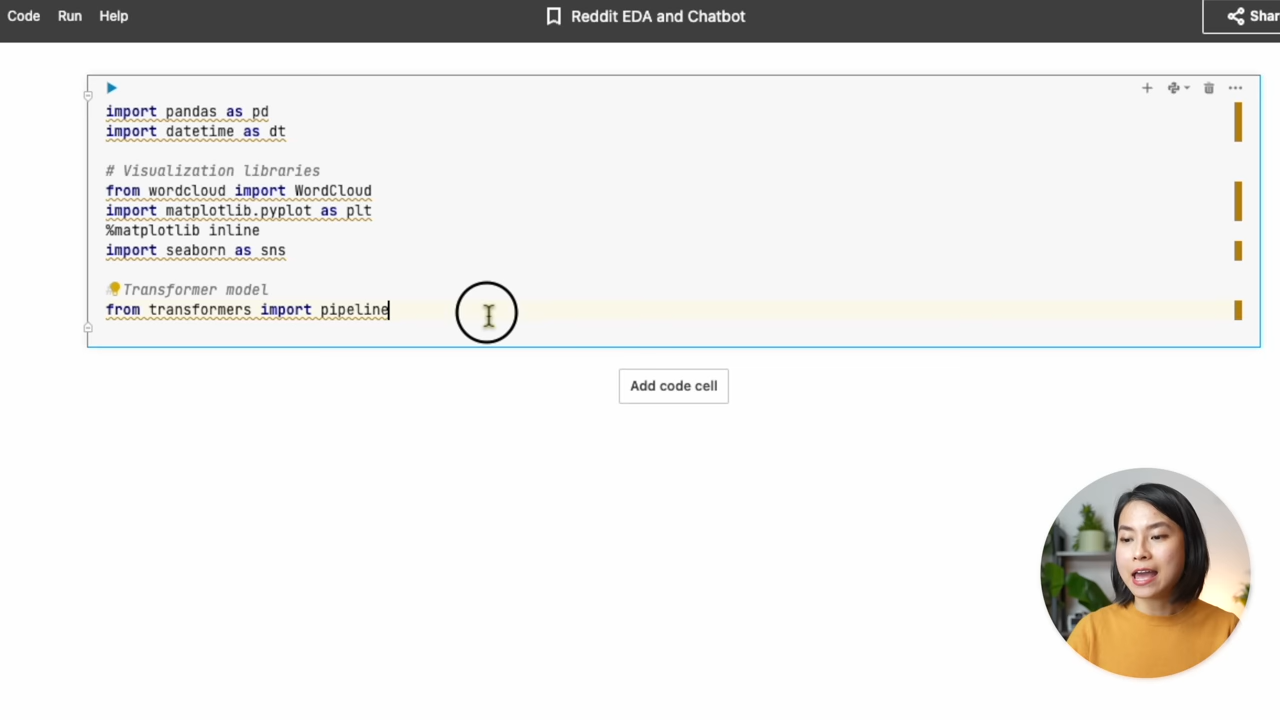 Code Run Help Reddit EDA and Chatbot
import pandas as pd
import datetime as dt
# Visualization libraries
from wordcloud import WordCloud
import matplotlib.pyplot as plt
%matplotlib inline
import seaborn as sns
Transformer model
from transformers import pipeline
Add code cell